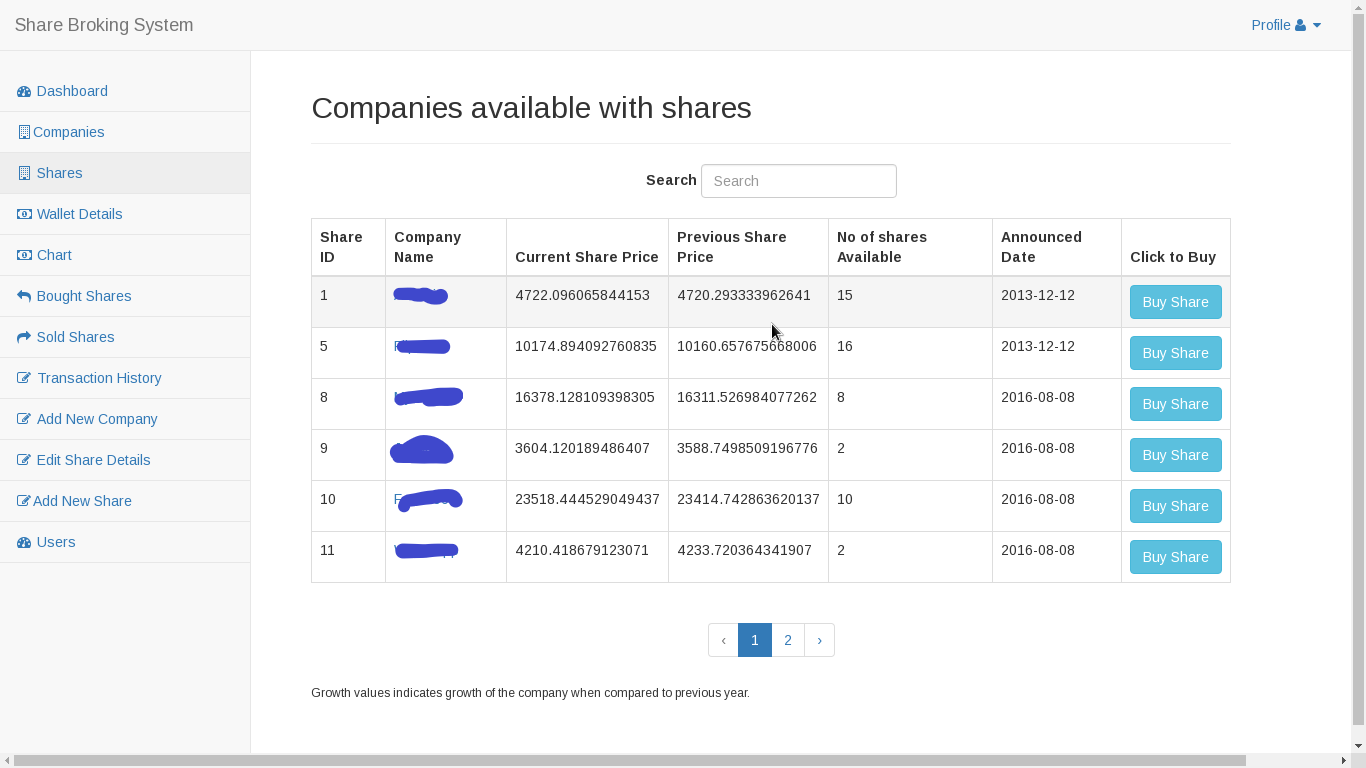 Share Broking System
Profile
Dashboard
Companies
Shares
Wallet Details
Chart
Bought Shares
Sold Shares
Transaction History
Add New Company
Edit Share Details
Add New Share
Users
Companies available with shares
Search Search
Share ID Company Name Current Share Price Previous Share Price No of shares Available Announced Date Click to Buy
1 4722.096065844153 4720.293333962641 15 2013-12-12 Buy Share
5 10174.894092760835 10160.657675668006 16 2013-12-12 Buy Share
8 16378.128109398305 16311.526984077262 8 2016-08-08 Buy Share
9 3604.120189486407 3588.7498509196776 2 2016-08-08 Buy Share
10 23518.444529049437 23414.742863620137 10 2016-08-08 Buy Share
11 4210.418679123071 4233.720364341907 2 2016-08-08 Buy Share
‹ 1 2 ›
Growth values indicates growth of the company when compared to previous year.